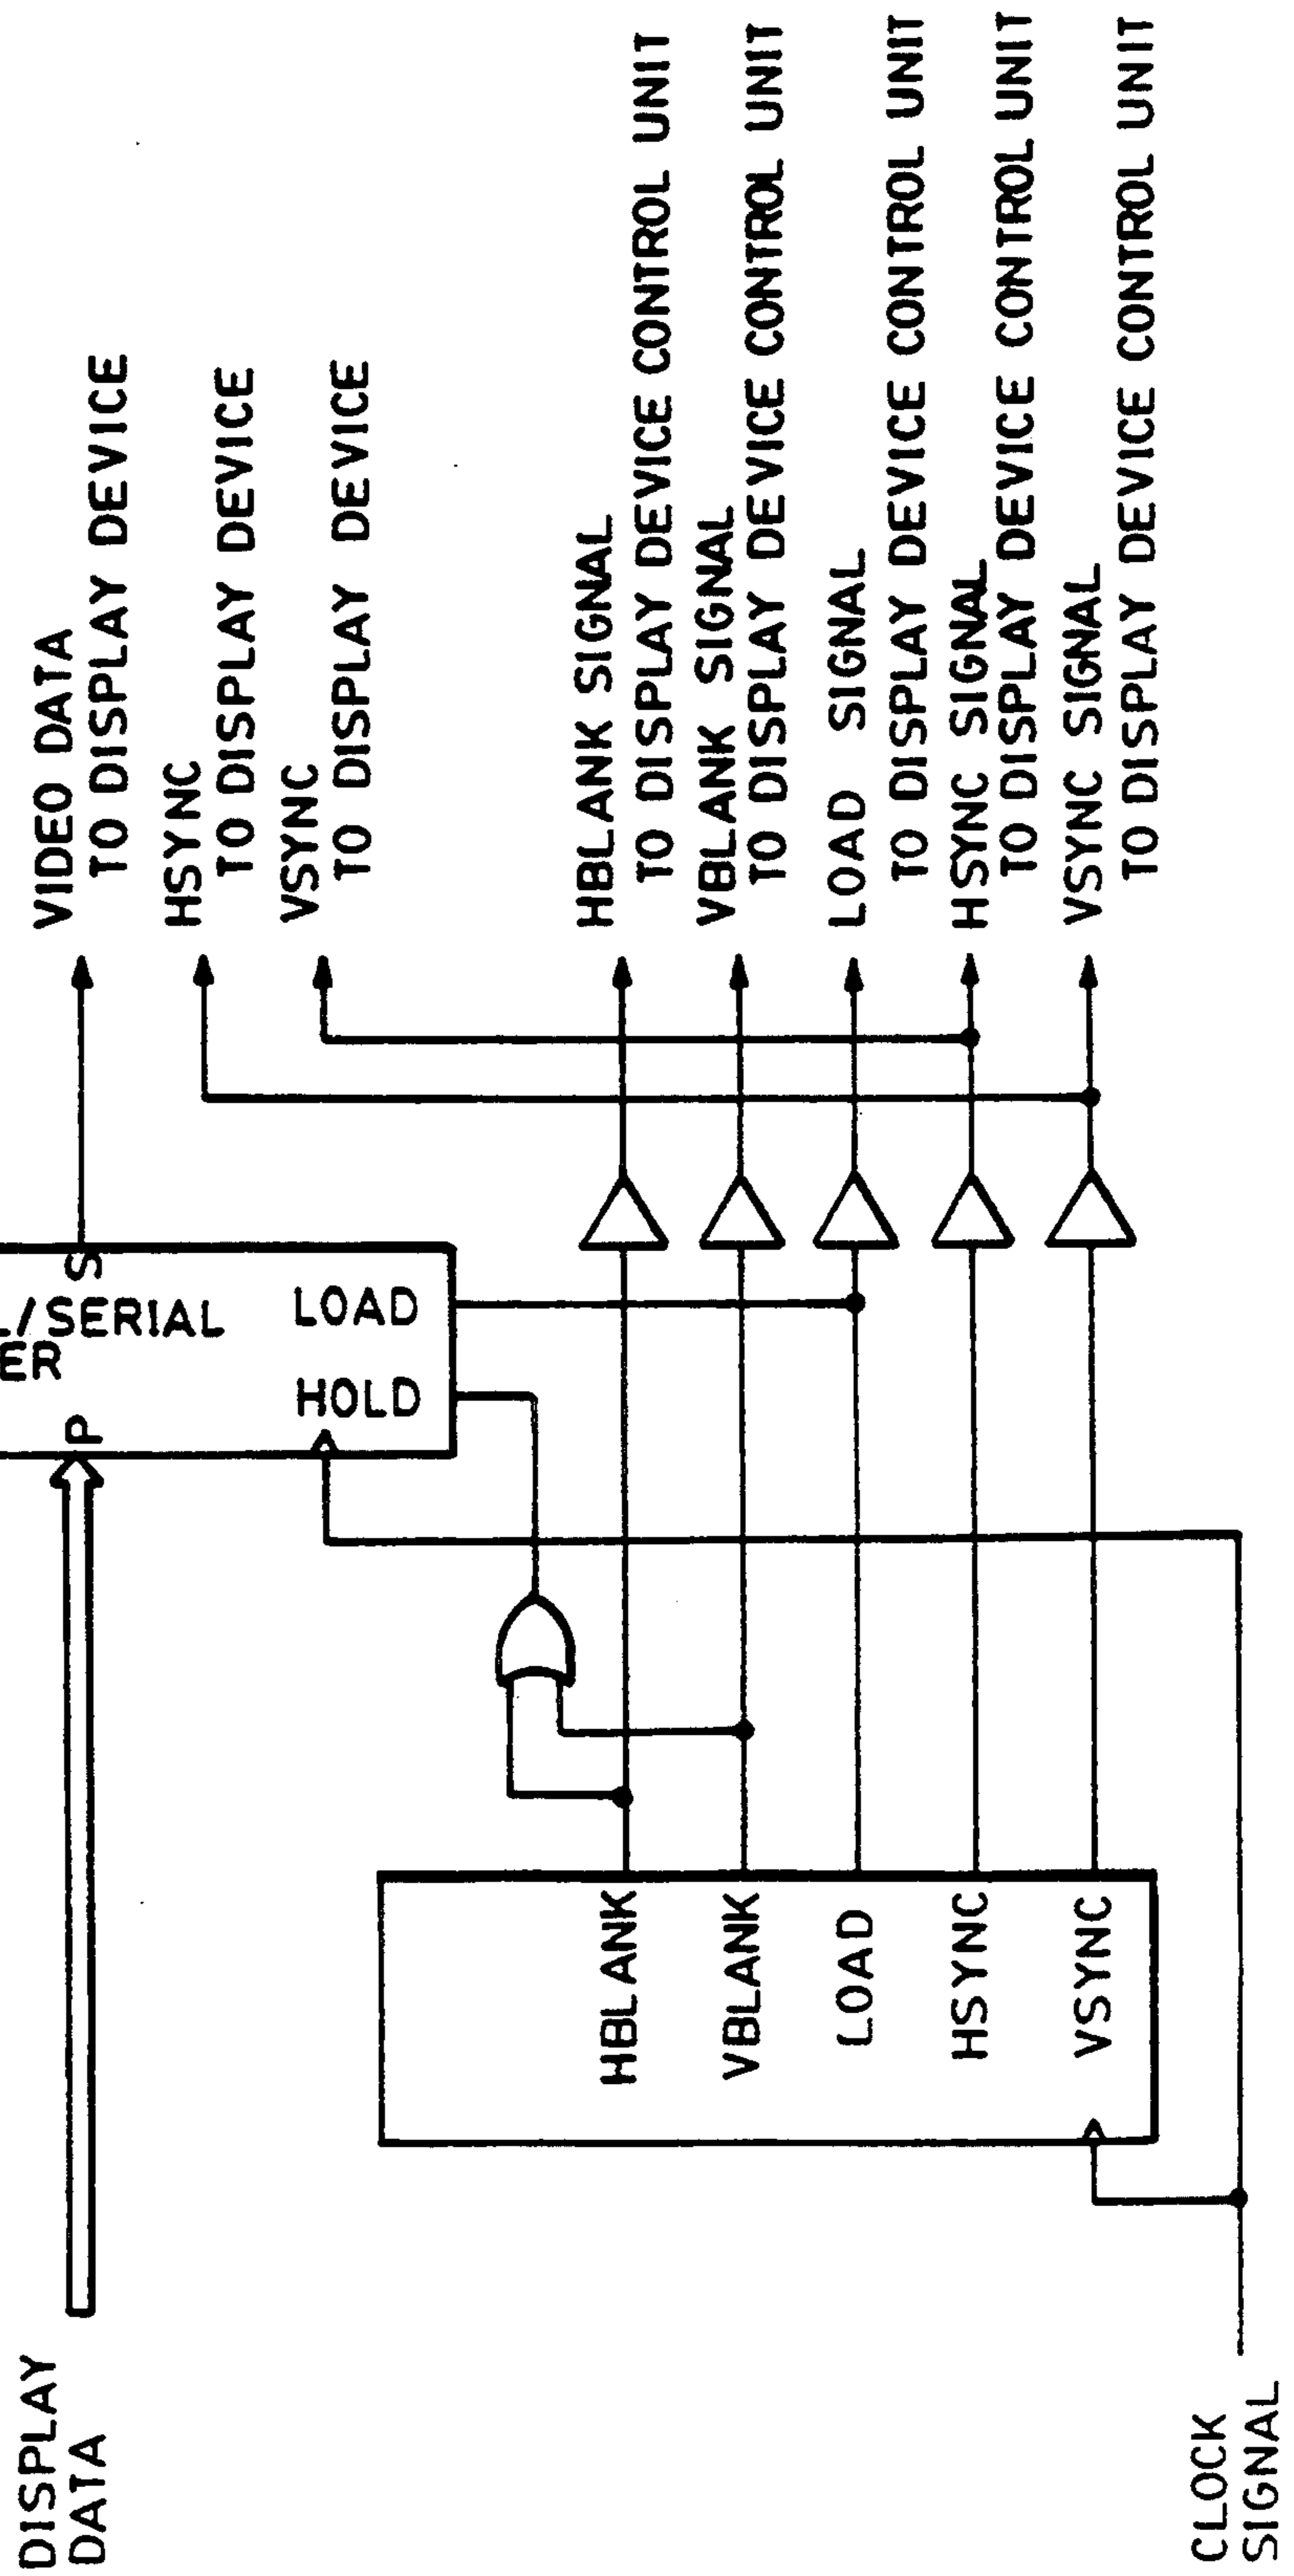 VIDEO DATA
TO DISPLAY DEVICE
HSYNC
TO DISPLAY DEVICE
VSYNC
TO DISPLAY DEVICE
HBLANK SIGNAL
TO DISPLAY DEVICE CONTROL UNIT
VBLANK SIGNAL
TO DISPLAY DEVICE CONTROL UNIT
LOAD SIGNAL
TO DISPLAY DEVICE CONTROL UNIT
HSYNC SIGNAL
TO DISPLAY DEVICE CONTROL UNIT
VSYNC SIGNAL
TO DISPLAY DEVICE CONTROL UNIT
S
/SERIAL
ER
P
LOAD
HOLD
HBLANK
VBLANK
LOAD
HSYNC
VSYNC
DISPLAY
DATA
CLOCK
SIGNAL